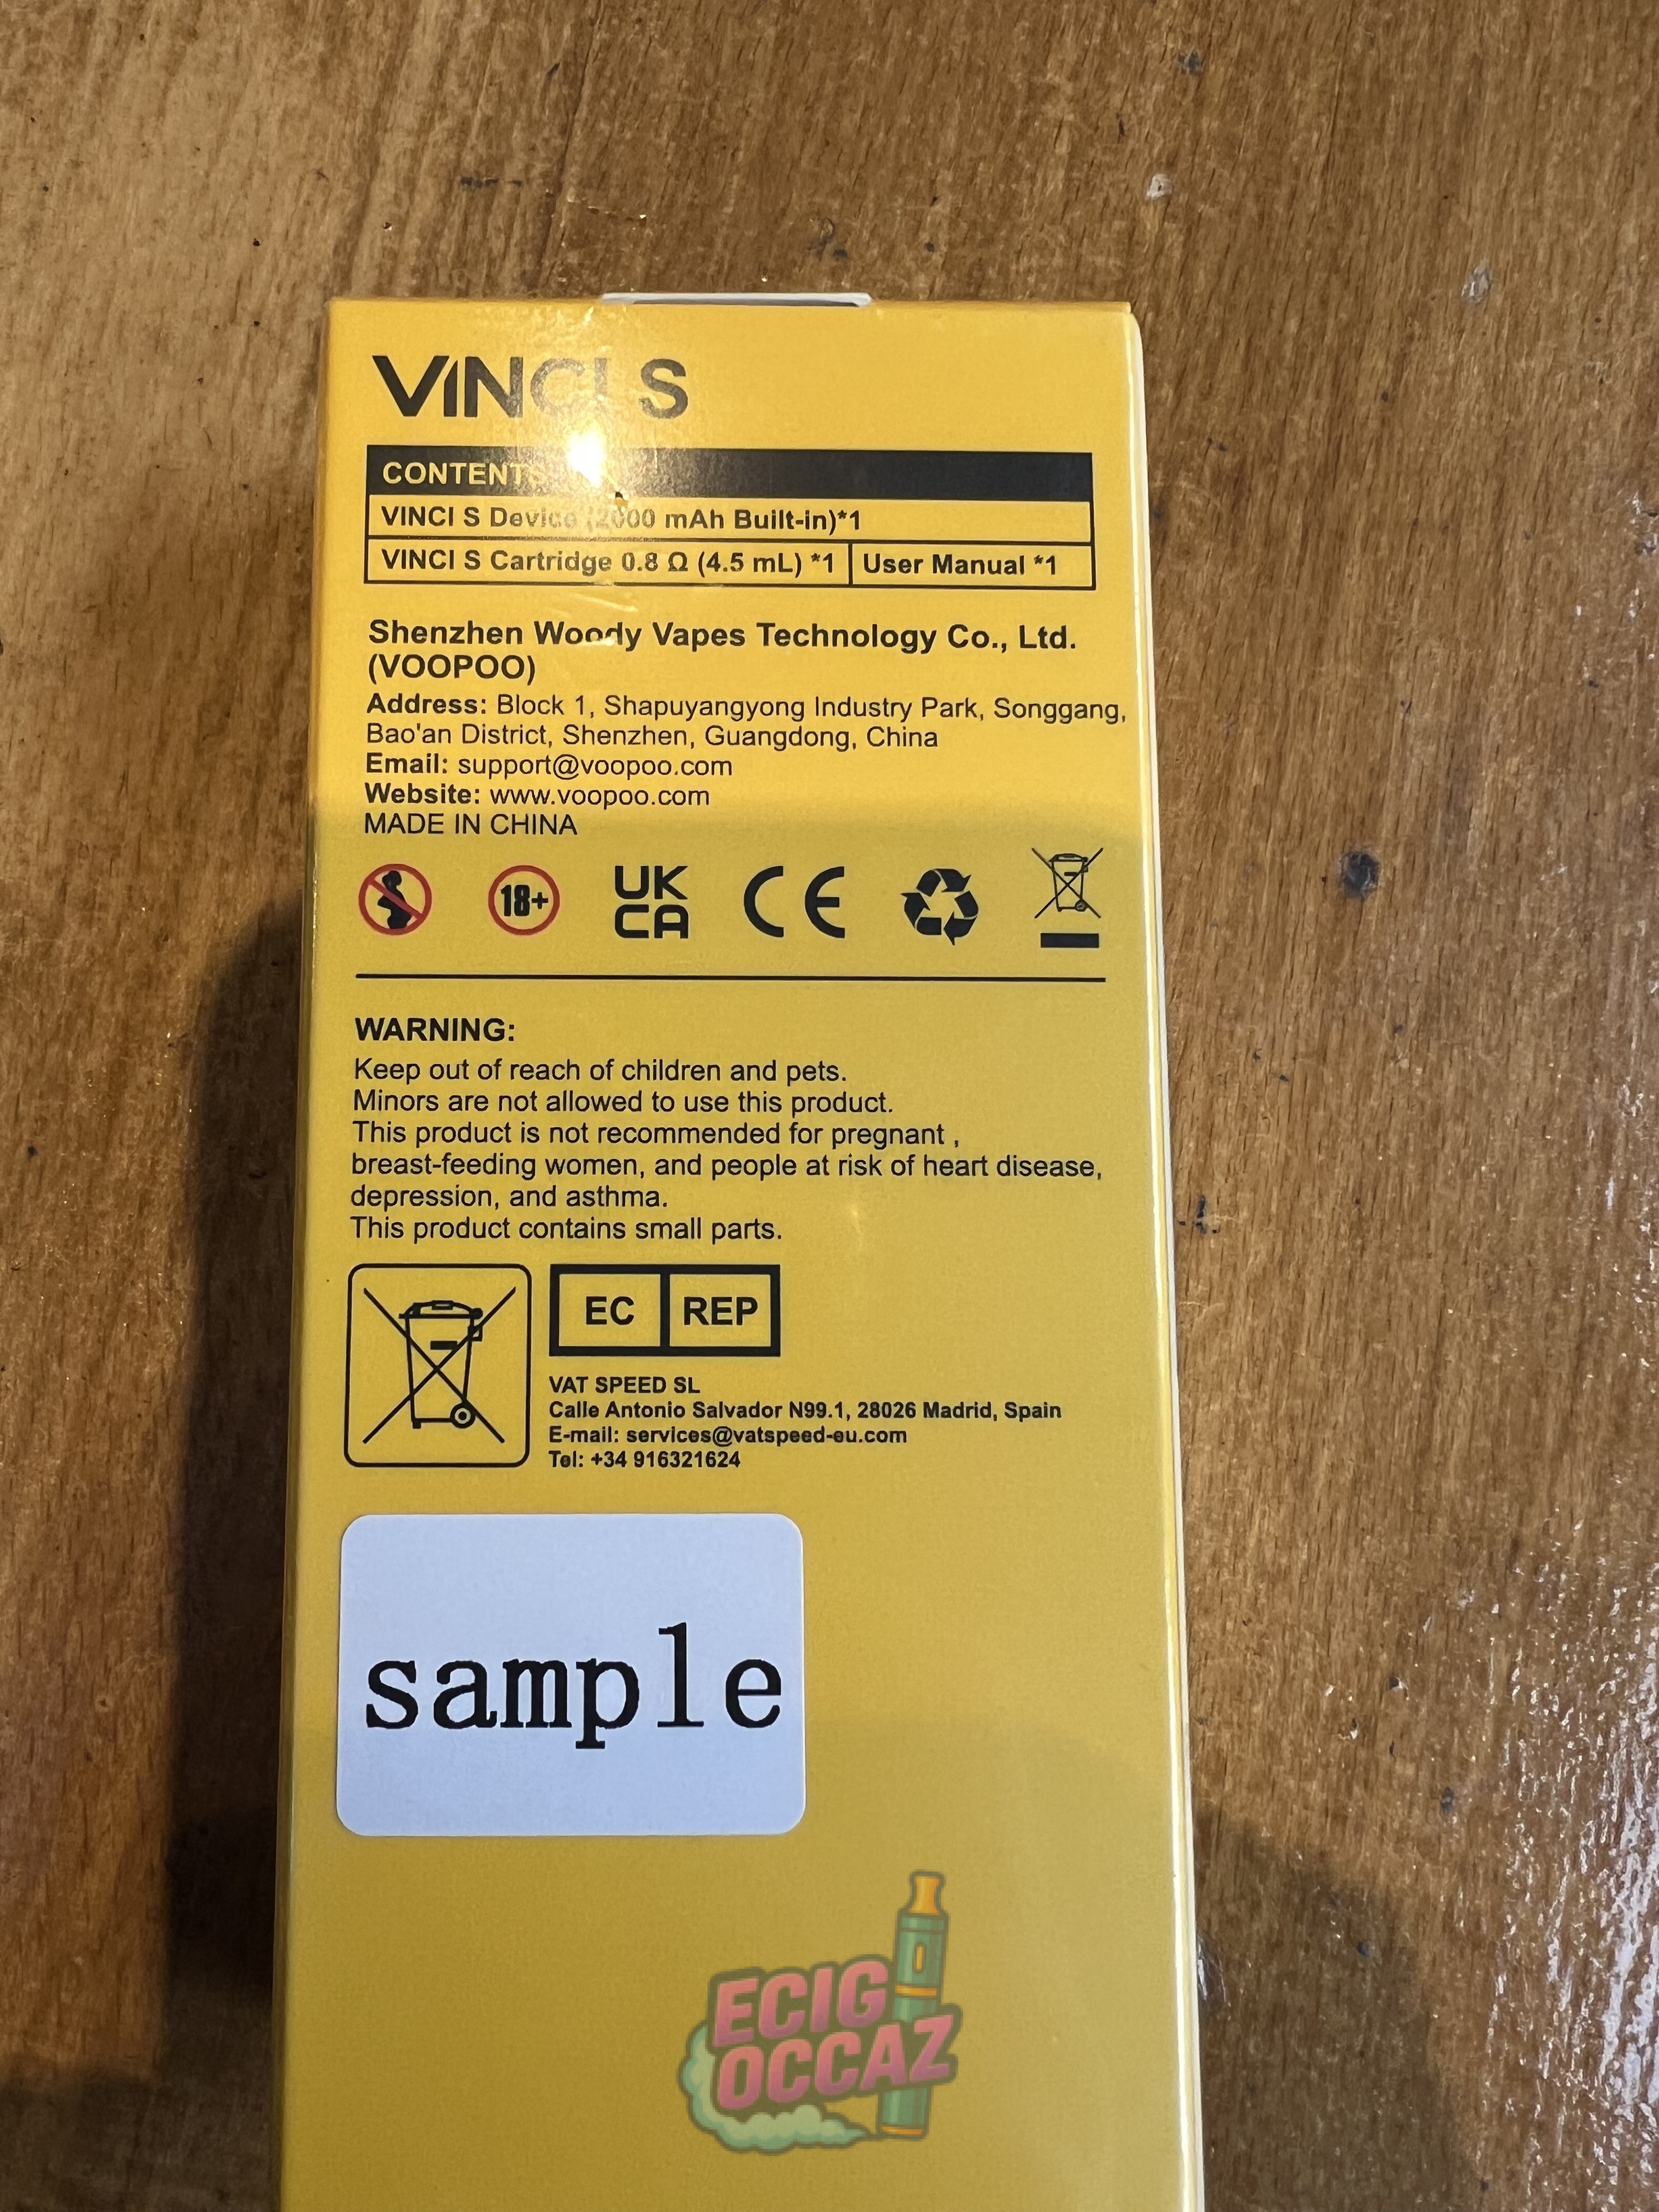 VINCI S
CONTENTS
VINCI S Device (2000 mAh Built-in)*1
VINCI S Cartridge 0.8 Ω (4.5 mL) *1 User Manual *1
Shenzhen Woody Vapes Technology Co., Ltd.
(VOOPOO)
Address: Block 1, Shapuyangyong Industry Park, Songgang,
Bao'an District, Shenzhen, Guangdong, China
Email: support@voopoo.com
Website: www.voopoo.com
MADE IN CHINA
18+ UK CA CE
WARNING:
Keep out of reach of children and pets.
Minors are not allowed to use this product.
This product is not recommended for pregnant ,
breast-feeding women, and people at risk of heart disease,
depression, and asthma.
This product contains small parts.
EC REP
VAT SPEED SL
Calle Antonio Salvador N99.1, 28026 Madrid, Spain
E-mail: services@vatspeed-eu.com
Tel: +34 916321624
sample
ECIG
OCCAZ